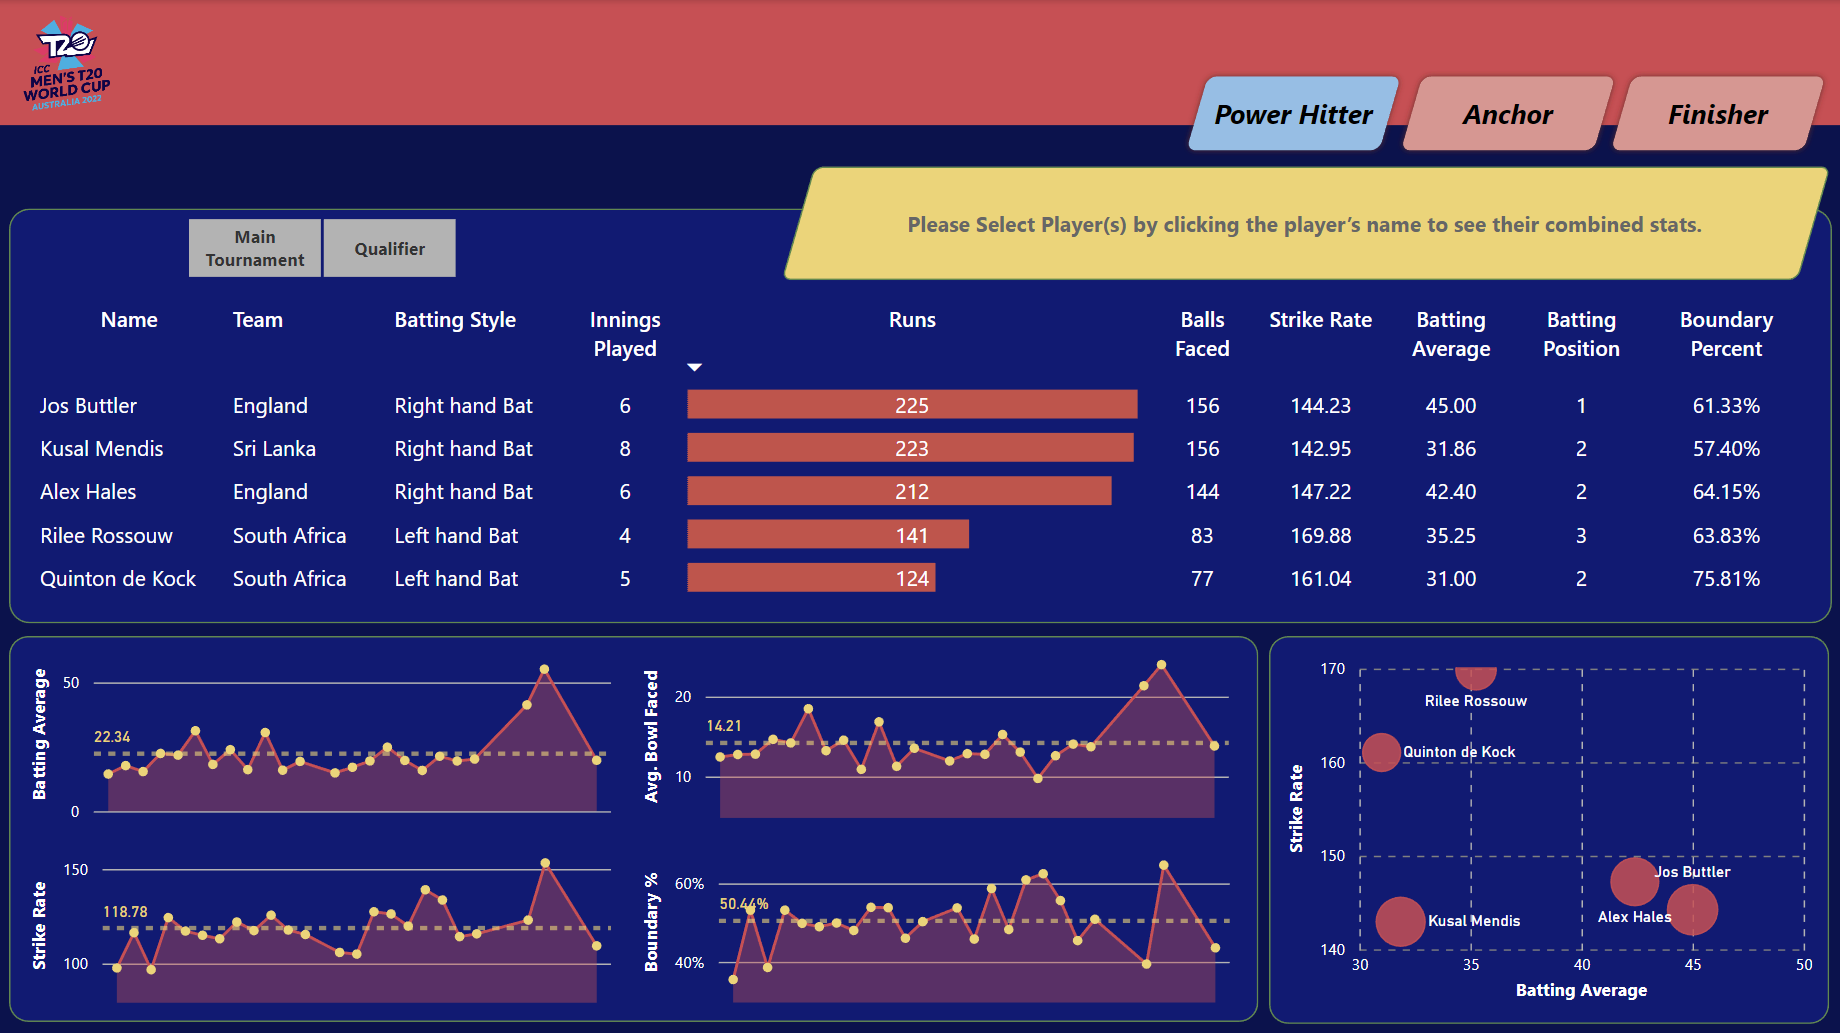 T20
ICC
MEN'S T20
WORLD CUP
AUSTRALIA 2022
Power Hitter
Anchor
Finisher
Please Select Player(s) by clicking the player's name to see their combined stats.
Main
Tournament
Qualifier
Name Team Batting Style Innings Played Runs Balls Faced Strike Rate Batting Average Batting Position Boundary Percent
Jos Buttler England Right hand Bat 6 225 156 144.23 45.00 1 61.33%
Kusal Mendis Sri Lanka Right hand Bat 8 223 156 142.95 31.86 2 57.40%
Alex Hales England Right hand Bat 6 212 144 147.22 42.40 2 64.15%
Rilee Rossouw South Africa Left hand Bat 4 141 83 169.88 35.25 3 63.83%
Quinton de Kock South Africa Left hand Bat 5 124 77 161.04 31.00 2 75.81%
Batting Average
50
22.34
0
Avg. Bowl Faced
20
14.21
10
Strike Rate
150
118.78
100
Boundary %
60%
50.44%
40%
Strike Rate
170
Rilee Rossouw
Quinton de Kock
160
150
Jos Buttler
Alex Hales
Kusal Mendis
140
30 35 40 45 50
Batting Average